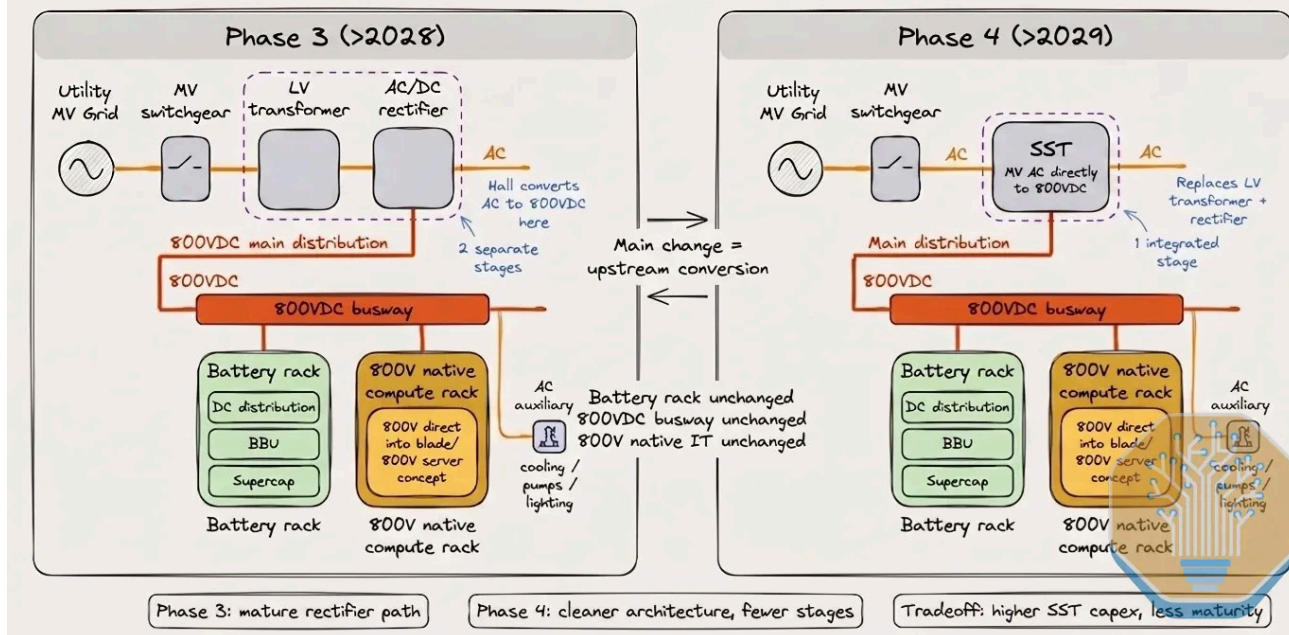 Phase 3 (>2028)
Utility
MV Grid
MV
switchgear
LV
transformer
AC/DC
rectifier
AC
Hall converts
AC to 800VDC
here
2 separate
stages
800VDC main distribution
800VDC
800VDC busway
Battery rack
DC distribution
BBU
Supercap
Battery rack
800V native
compute rack
800V direct
into blade/
800V server
concept
800V native
compute rack
AC
auxiliary
cooling /
pumps /
lighting
Main change =
upstream conversion
Battery rack unchanged
800VDC busway unchanged
800V native IT unchanged
Phase 4 (>2029)
Utility
MV Grid
MV
switchgear
AC
SST
MV AC directly
to 800VDC
AC
Replaces LV
transformer +
rectifier
1 integrated
stage
Main distribution
800VDC
800VDC busway
Battery rack
DC distribution
BBU
Supercap
Battery rack
800V native
compute rack
800V direct
into blade/
800V server
concept
800V native
compute rack
AC
auxiliary
cooling /
pumps /
lighting
Phase 3: mature rectifier path
Phase 4: cleaner architecture, fewer stages
Tradeoff: higher SST capex, less maturity